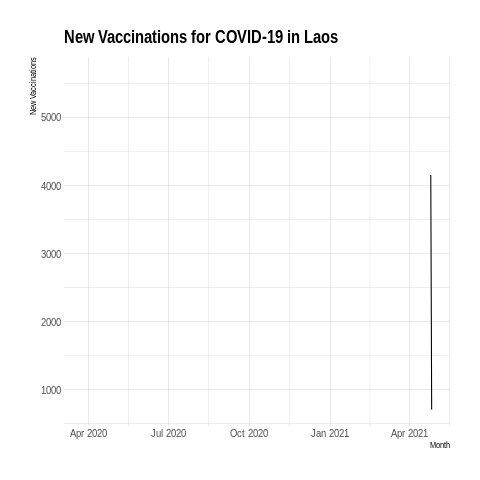 New Vaccinations for COVID-19 in Laos
New Vaccinations
5000
4000
3000
2000
1000
Apr 2020 Jul 2020 Oct 2020 Jan 2021 Apr 2021
Month